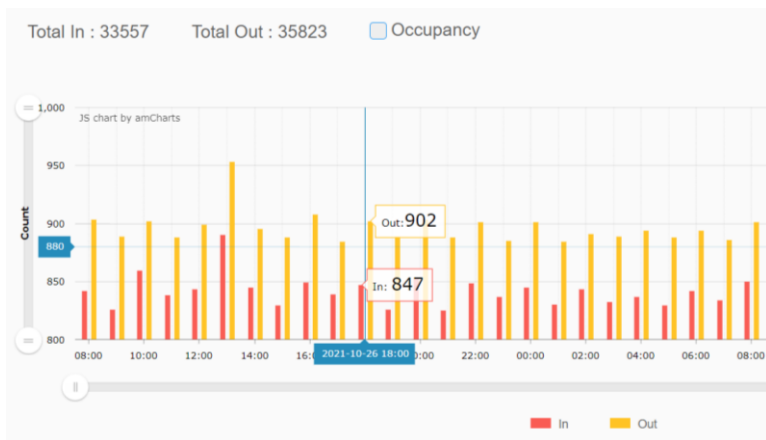 Total In : 33557 Total Out : 35823 Occupancy
1,000
JS chart by amCharts
950
900
Out: 902
Count
880
In: 847
850
800
08:00 10:00 12:00 14:00 2021-10-26 18:00 22:00 00:00 02:00 04:00 06:00 08:00
In Out